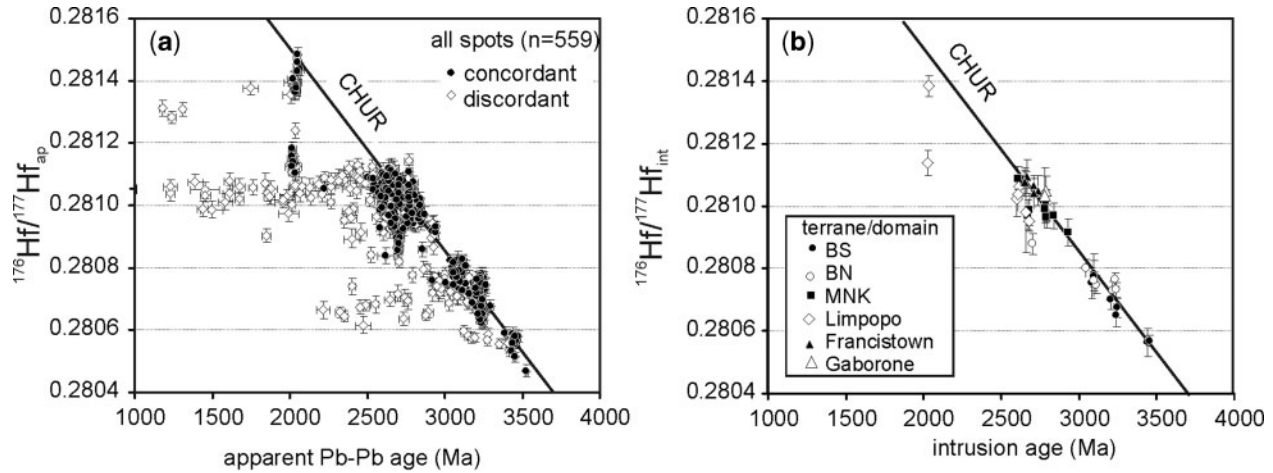 (a)
all spots (n=559)
concordant
discordant
CHUR
0.2816
0.2814
0.2812
0.2810
0.2808
0.2806
0.2804
176Hf/177Hfap
1000 1500 2000 2500 3000 3500 4000
apparent Pb-Pb age (Ma)
(b)
CHUR
0.2816
0.2814
0.2812
0.2810
0.2808
0.2806
0.2804
176Hf/177Hfint
terrane/domain
BS
BN
MNK
Limpopo
Francistown
Gaborone
1000 1500 2000 2500 3000 3500 4000
intrusion age (Ma)